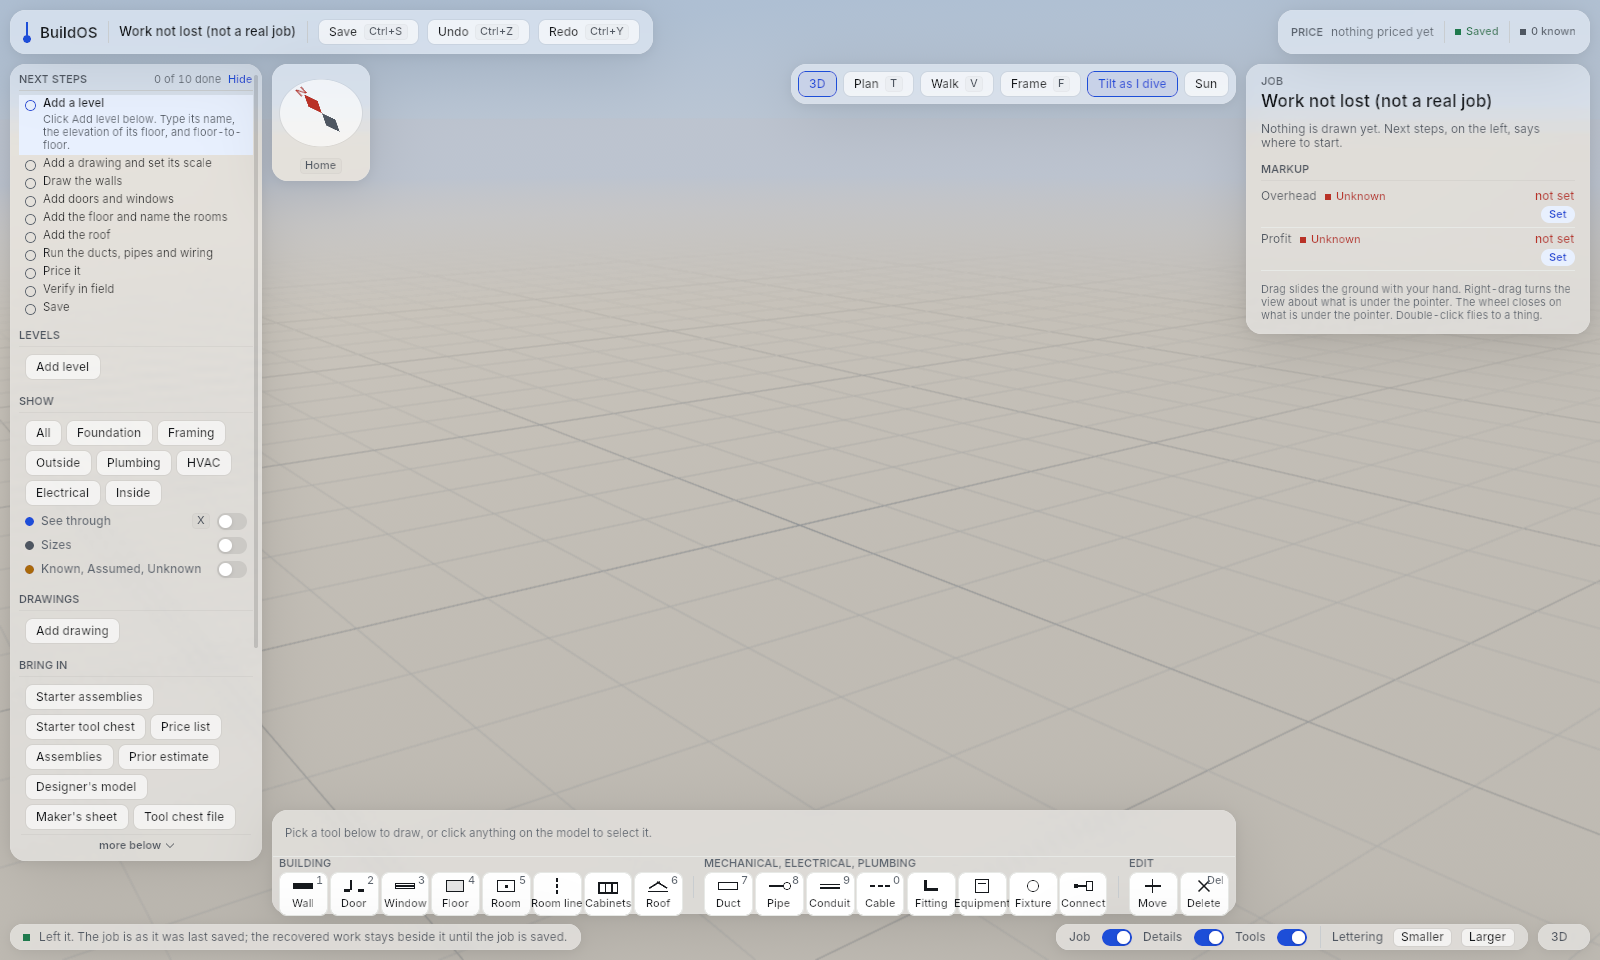 BuildOS
Work not lost (not a real job)
Save Ctrl+S
Undo Ctrl+Z
Redo Ctrl+Y
PRICE nothing priced yet
Saved
0 known
NEXT STEPS
0 of 10 done Hide
Add a level
Click Add level below. Type its name,
the elevation of its floor, and floor-to-
floor.
Add a drawing and set its scale
Draw the walls
Add doors and windows
Add the floor and name the rooms
Add the roof
Run the ducts, pipes and wiring
Price it
Verify in field
Save
LEVELS
Add level
SHOW
All Foundation Framing
Outside Plumbing HVAC
Electrical Inside
See through X
Sizes
Known, Assumed, Unknown
DRAWINGS
Add drawing
BRING IN
Starter assemblies
Starter tool chest Price list
Assemblies Prior estimate
Designer's model
Maker's sheet Tool chest file
more below
N
Home
3D Plan T Walk V Frame F Tilt as I dive Sun
JOB
Work not lost (not a real job)
Nothing is drawn yet. Next steps, on the left, says
where to start.
MARKUP
Overhead Unknown not set
Set
Profit Unknown not set
Set
Drag slides the ground with your hand. Right-drag turns the
view about what is under the pointer. The wheel closes on
what is under the pointer. Double-click flies to a thing.
Pick a tool below to draw, or click anything on the model to select it.
BUILDING
1 2 3 4 5 6
Wall Door Window Floor Room Room line Cabinets Roof
MECHANICAL, ELECTRICAL, PLUMBING
7 8 9 0
Duct Pipe Conduit Cable Fitting Equipment Fixture Connect
EDIT
Del
Move Delete
Left it. The job is as it was last saved; the recovered work stays beside it until the job is saved.
Job Details Tools Lettering Smaller Larger 3D